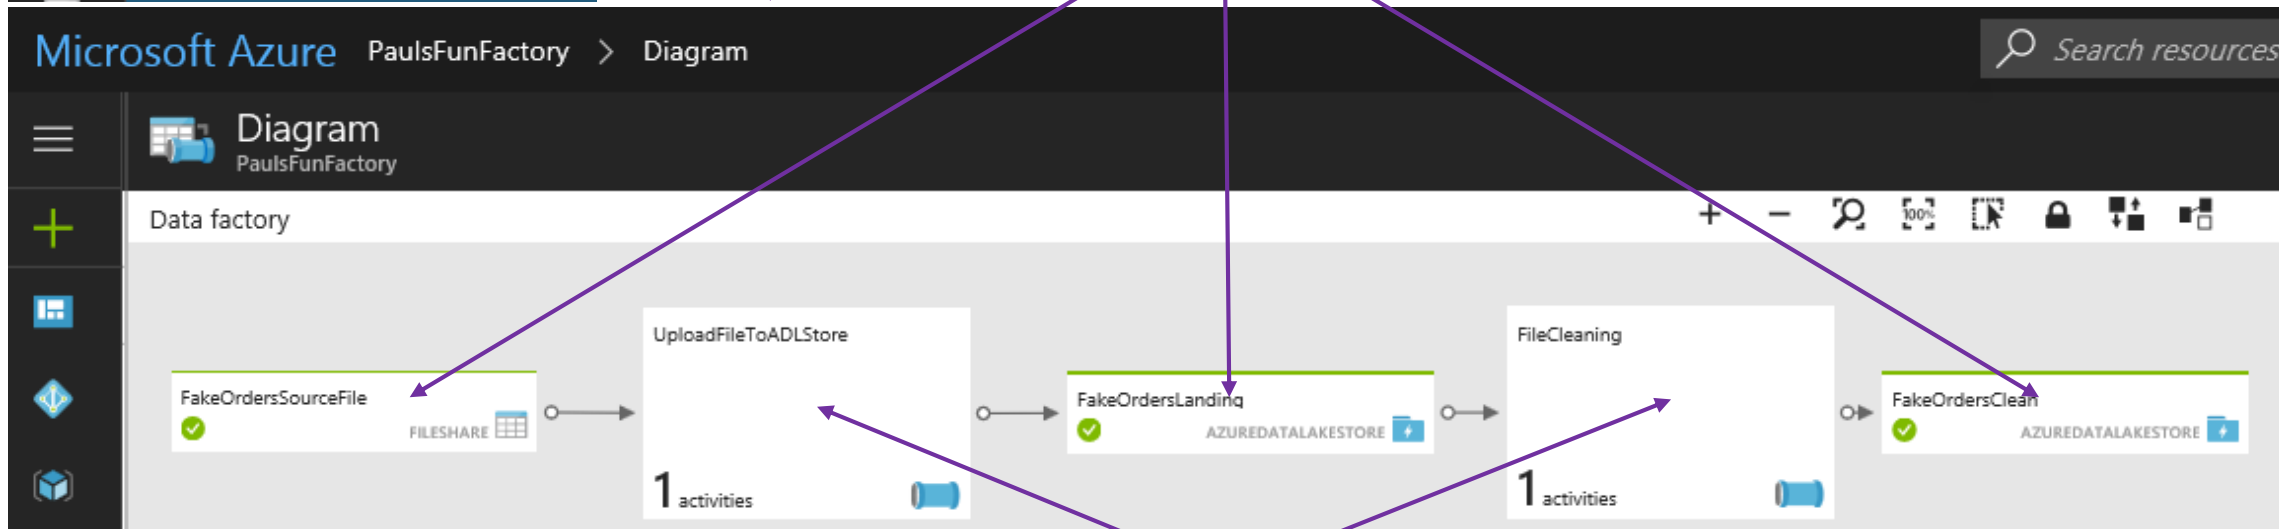 Microsoft Azure PaulsFunFactory > Diagram
Search resources
Diagram
PaulsFunFactory
Data factory
100%
UploadFileToADLStore
FileCleaning
FakeOrdersSourceFile
FILESHARE
FakeOrdersLanding
AZUREDATALAKESTORE
FakeOrdersClean
AZUREDATALAKESTORE
1 activities
1 activities